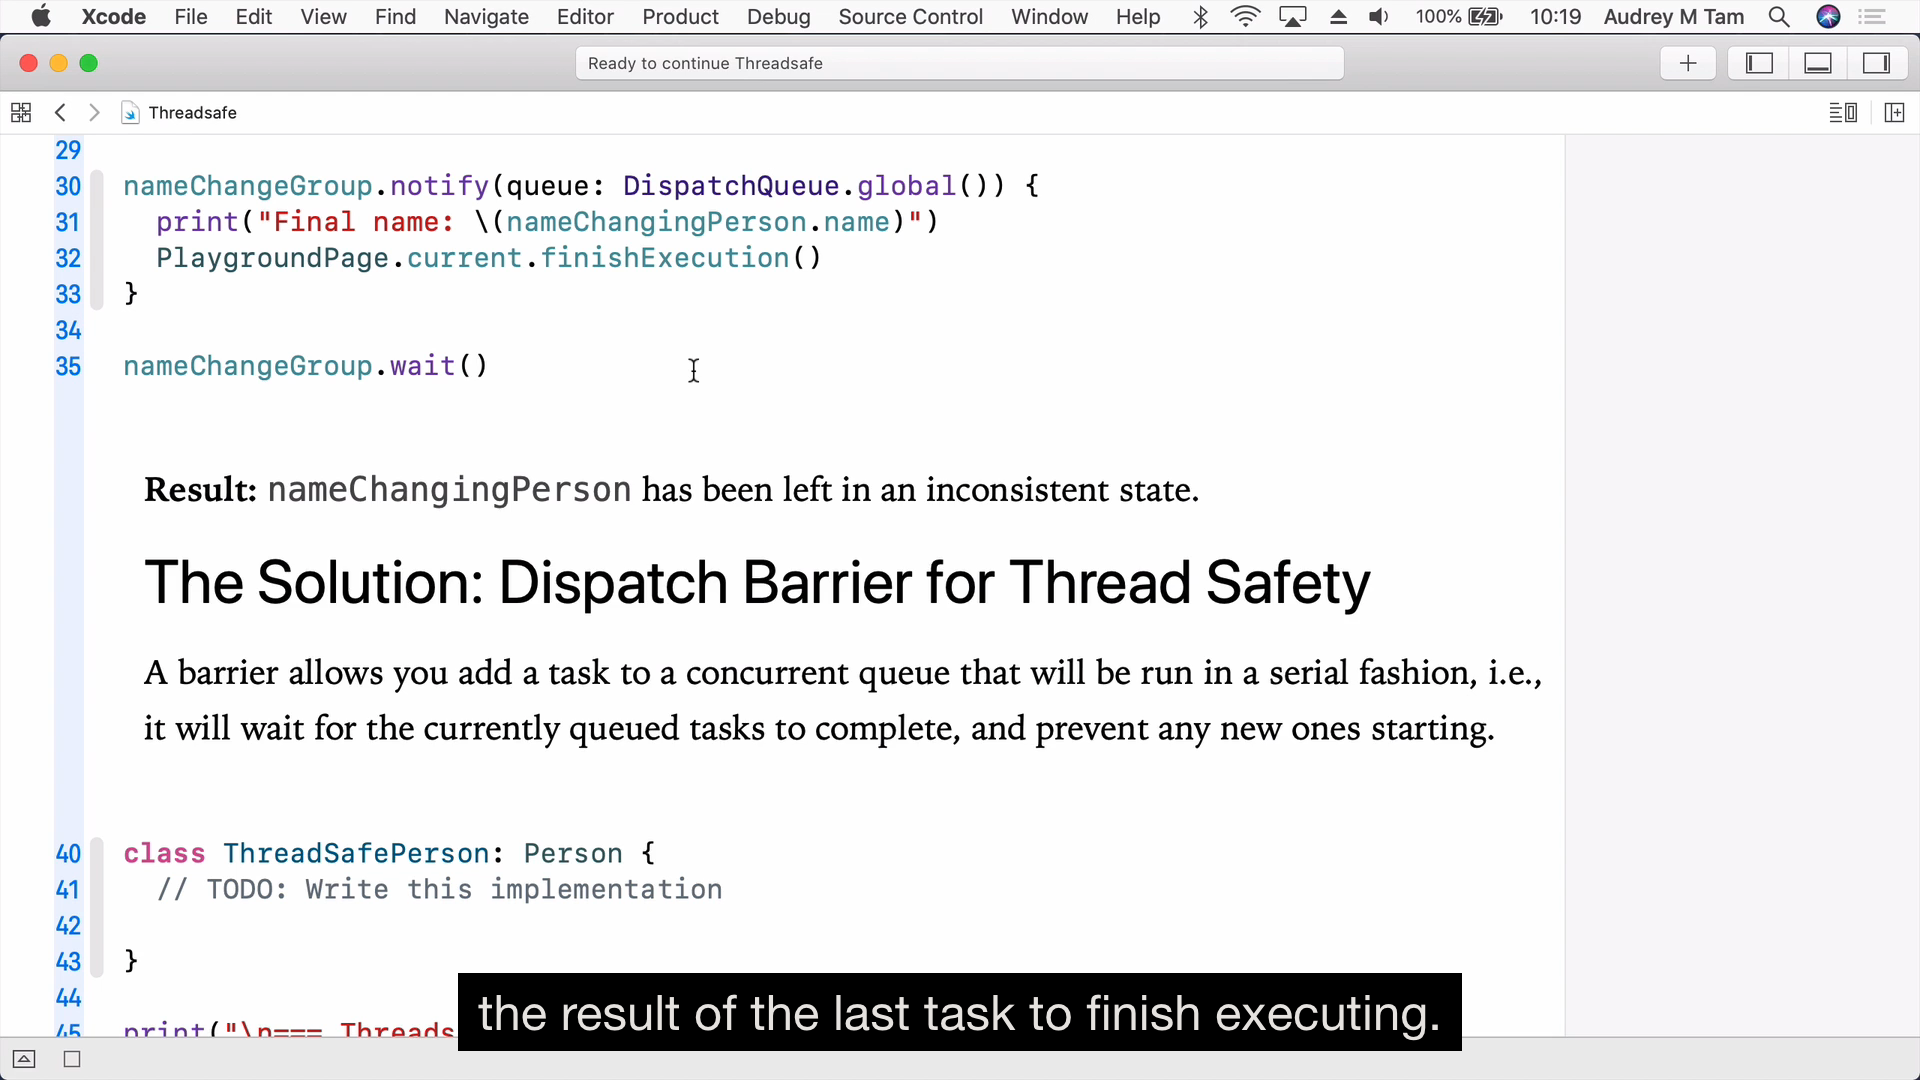 Xcode File Edit View Find Navigate Editor Product Debug Source Control Window Help 100% 10:19 Audrey M Tam
Ready to continue Threadsafe
Threadsafe
29
30 nameChangeGroup.notify(queue: DispatchQueue.global()) {
31 print("Final name: \(nameChangingPerson.name)")
32 PlaygroundPage.current.finishExecution()
33 }
34
35 nameChangeGroup.wait()
Result: nameChangingPerson has been left in an inconsistent state.
The Solution: Dispatch Barrier for Thread Safety
A barrier allows you add a task to a concurrent queue that will be run in a serial fashion, i.e.,
it will wait for the currently queued tasks to complete, and prevent any new ones starting.
40 class ThreadSafePerson: Person {
41 // TODO: Write this implementation
42
43 }
44
45 print("\n=== Threads
the result of the last task to finish executing.